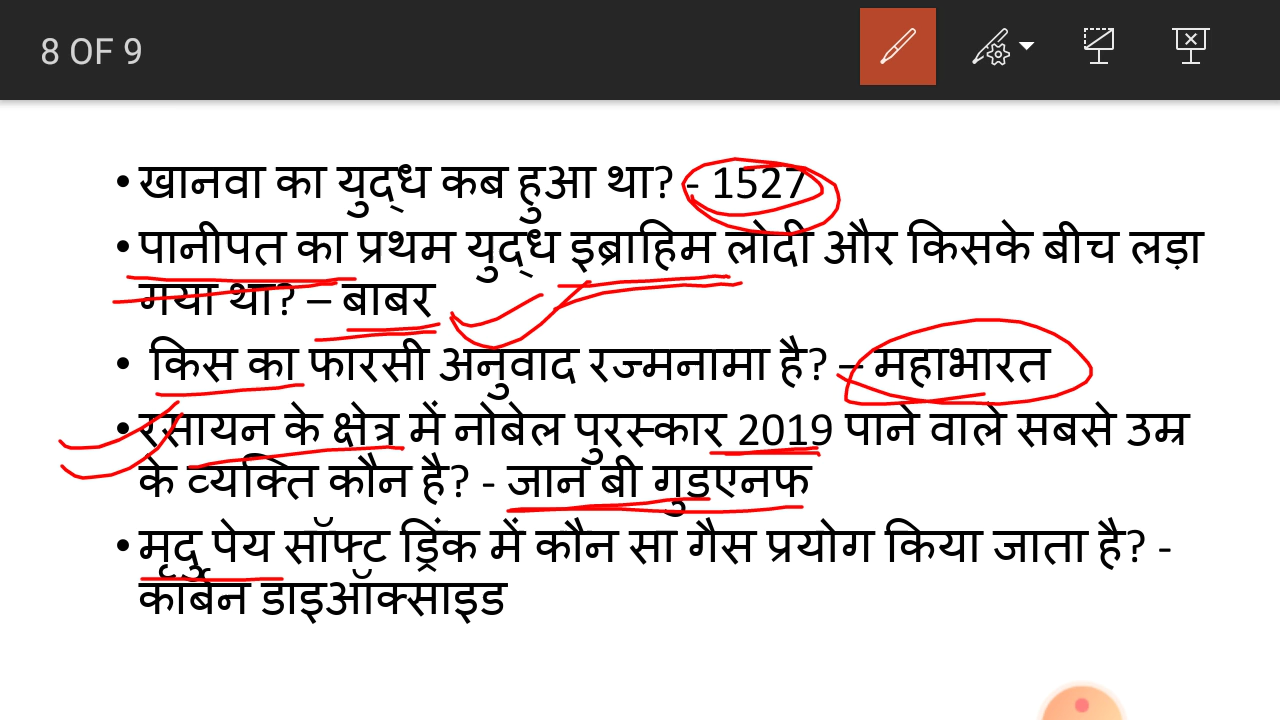 8 OF 9
• खानवा का युद्ध कब हुआ था? - 1527
• पानीपत का प्रथम युद्ध इब्राहिम लोदी और किसके बीच लड़ा
गया था? – बाबर
• किस का फारसी अनुवाद रज्मनामा है? – महाभारत
• रसायन के क्षेत्र में नोबेल पुरस्कार 2019 पाने वाले सबसे उम्र
के व्यक्ति कौन है? - जान बी गुडएनफ
• मृदु पेय सॉफ्ट ड्रिंक में कौन सा गैस प्रयोग किया जाता है? -
कार्बन डाइऑक्साइड